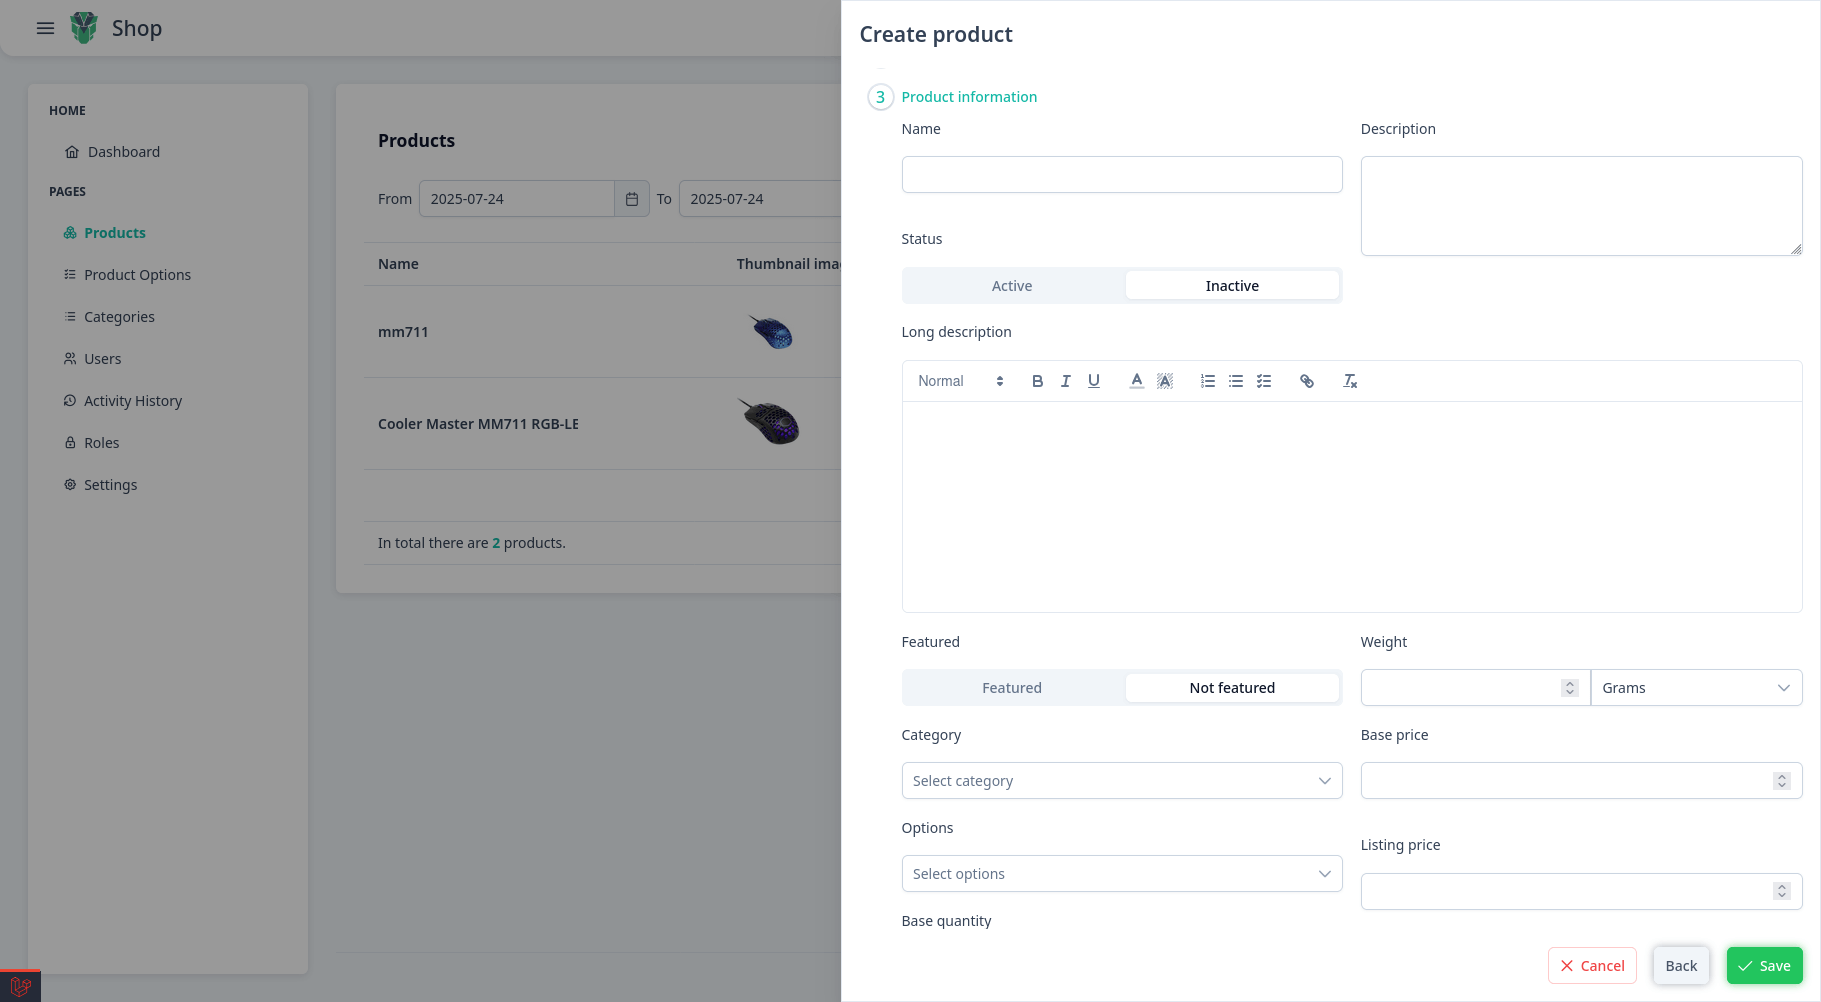 Shop
HOME
Dashboard
PAGES
Products
Product Options
Categories
Users
Activity History
Roles
Settings
Products
From 2025-07-24 To 2025-07-24
Name Thumbnail ima
mm711
Cooler Master MM711 RGB-LE
In total there are 2 products.
Create product
3 Product information
Name Description
Status
Active Inactive
Long description
Normal B I U A A
Featured Weight
Featured Not featured Grams
Category Base price
Select category
Options
Listing price
Select options
Base quantity
Cancel Back Save